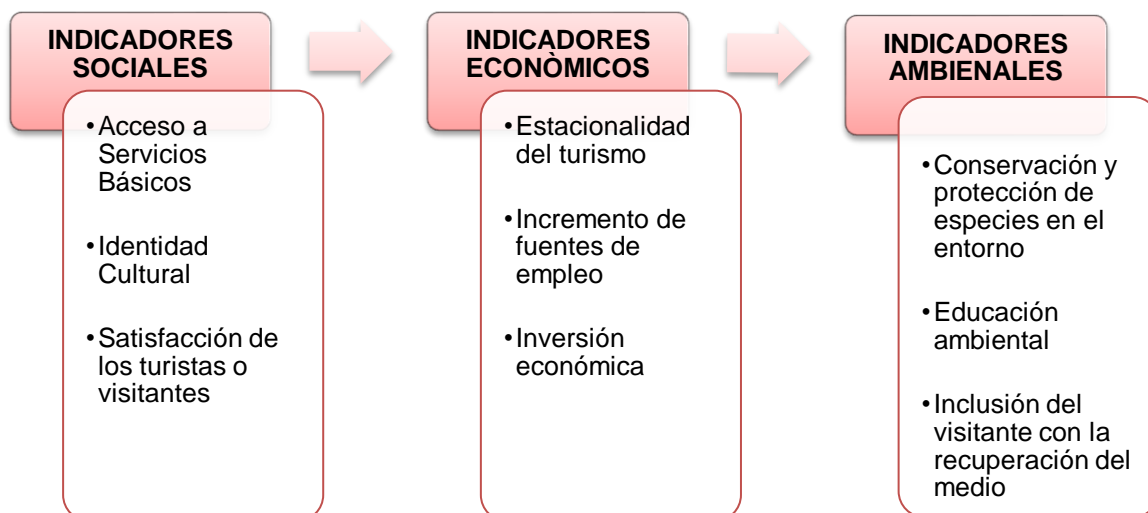 INDICADORES
SOCIALES
•Acceso a
Servicios
Básicos
•Identidad
Cultural
•Satisfacción de
los turistas o
visitantes
INDICADORES
ECONÒMICOS
•Estacionalidad
del turismo
•Incremento de
fuentes de
empleo
•Inversión
económica
INDICADORES
AMBIENALES
•Conservación y
protección de
especies en el
entorno
•Educación
ambiental
•Inclusión del
visitante con la
recuperación del
medio